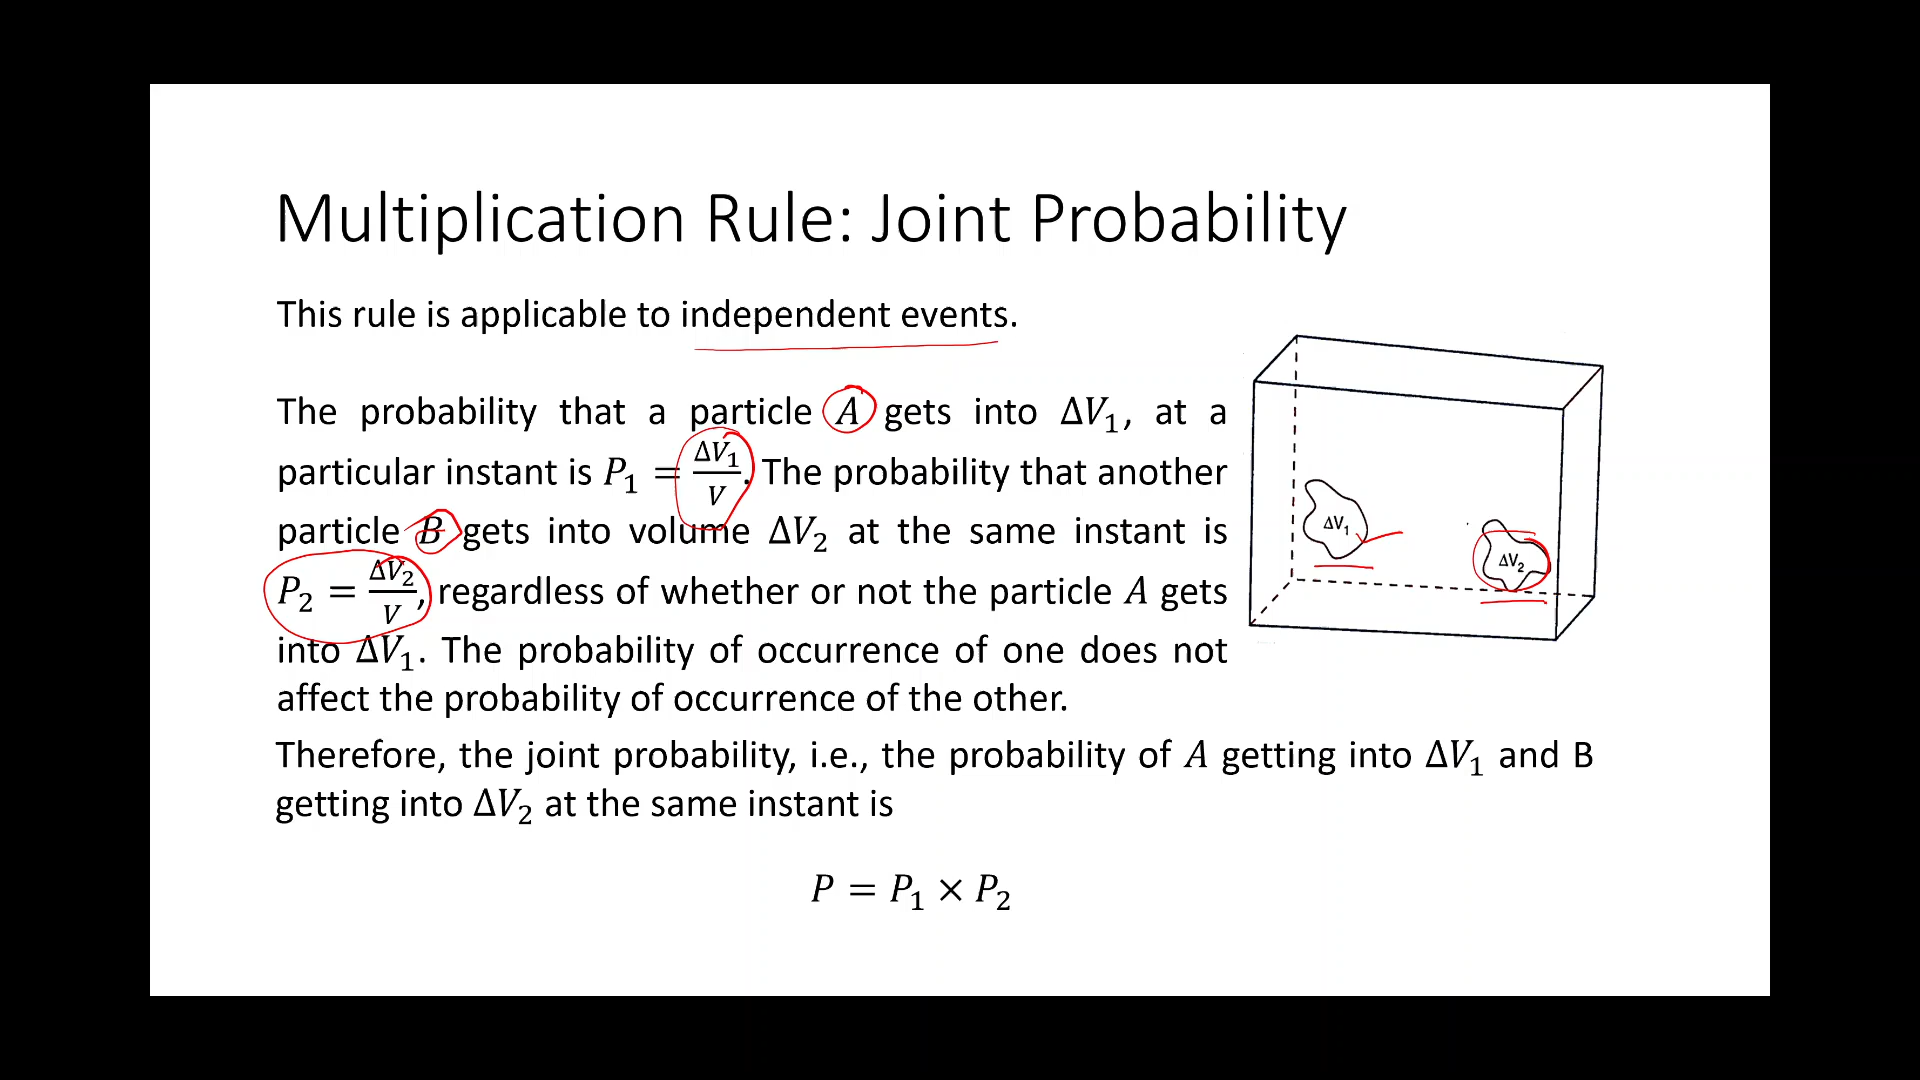 Multiplication Rule: Joint Probability
This rule is applicable to independent events.
The probability that a particle A gets into ΔV₁, at a
particular instant is P₁ = ΔV₁/V. The probability that another
particle B gets into volume ΔV₂ at the same instant is
P₂ = ΔV₂/V, regardless of whether or not the particle A gets
into ΔV₁. The probability of occurrence of one does not
affect the probability of occurrence of the other.
Therefore, the joint probability, i.e., the probability of A getting into ΔV₁ and B
getting into ΔV₂ at the same instant is
P = P₁ × P₂
ΔV₁
ΔV₂